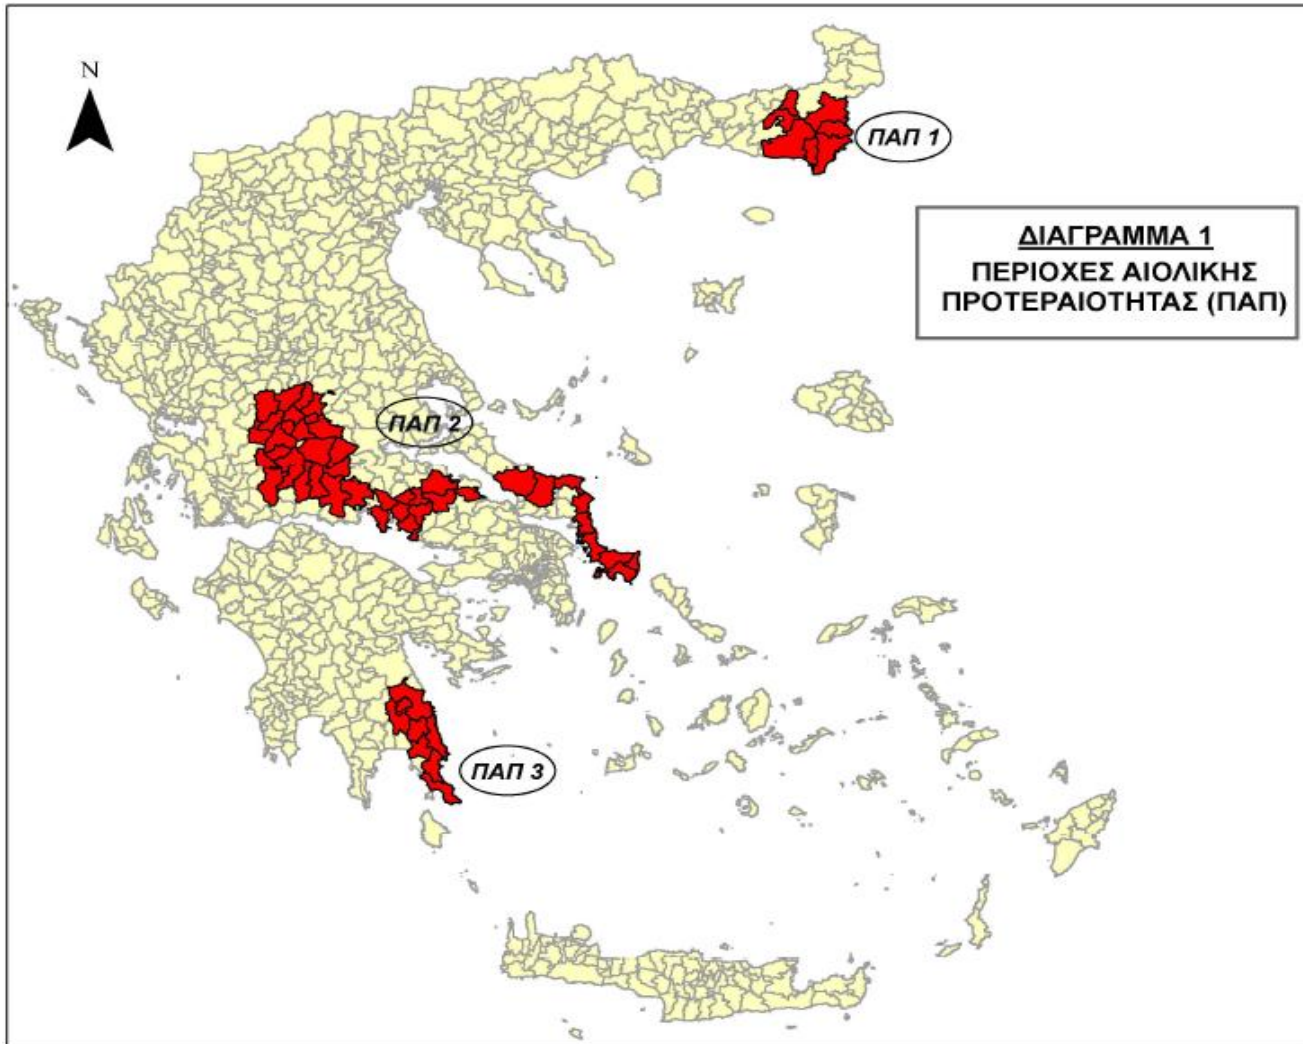 N
ΠΑΠ 1
ΔΙΑΓΡΑΜΜΑ 1
ΠΕΡΙΟΧΕΣ ΑΙΟΛΙΚΗΣ
ΠΡΟΤΕΡΑΙΟΤΗΤΑΣ (ΠΑΠ)
ΠΑΠ 2
ΠΑΠ 3